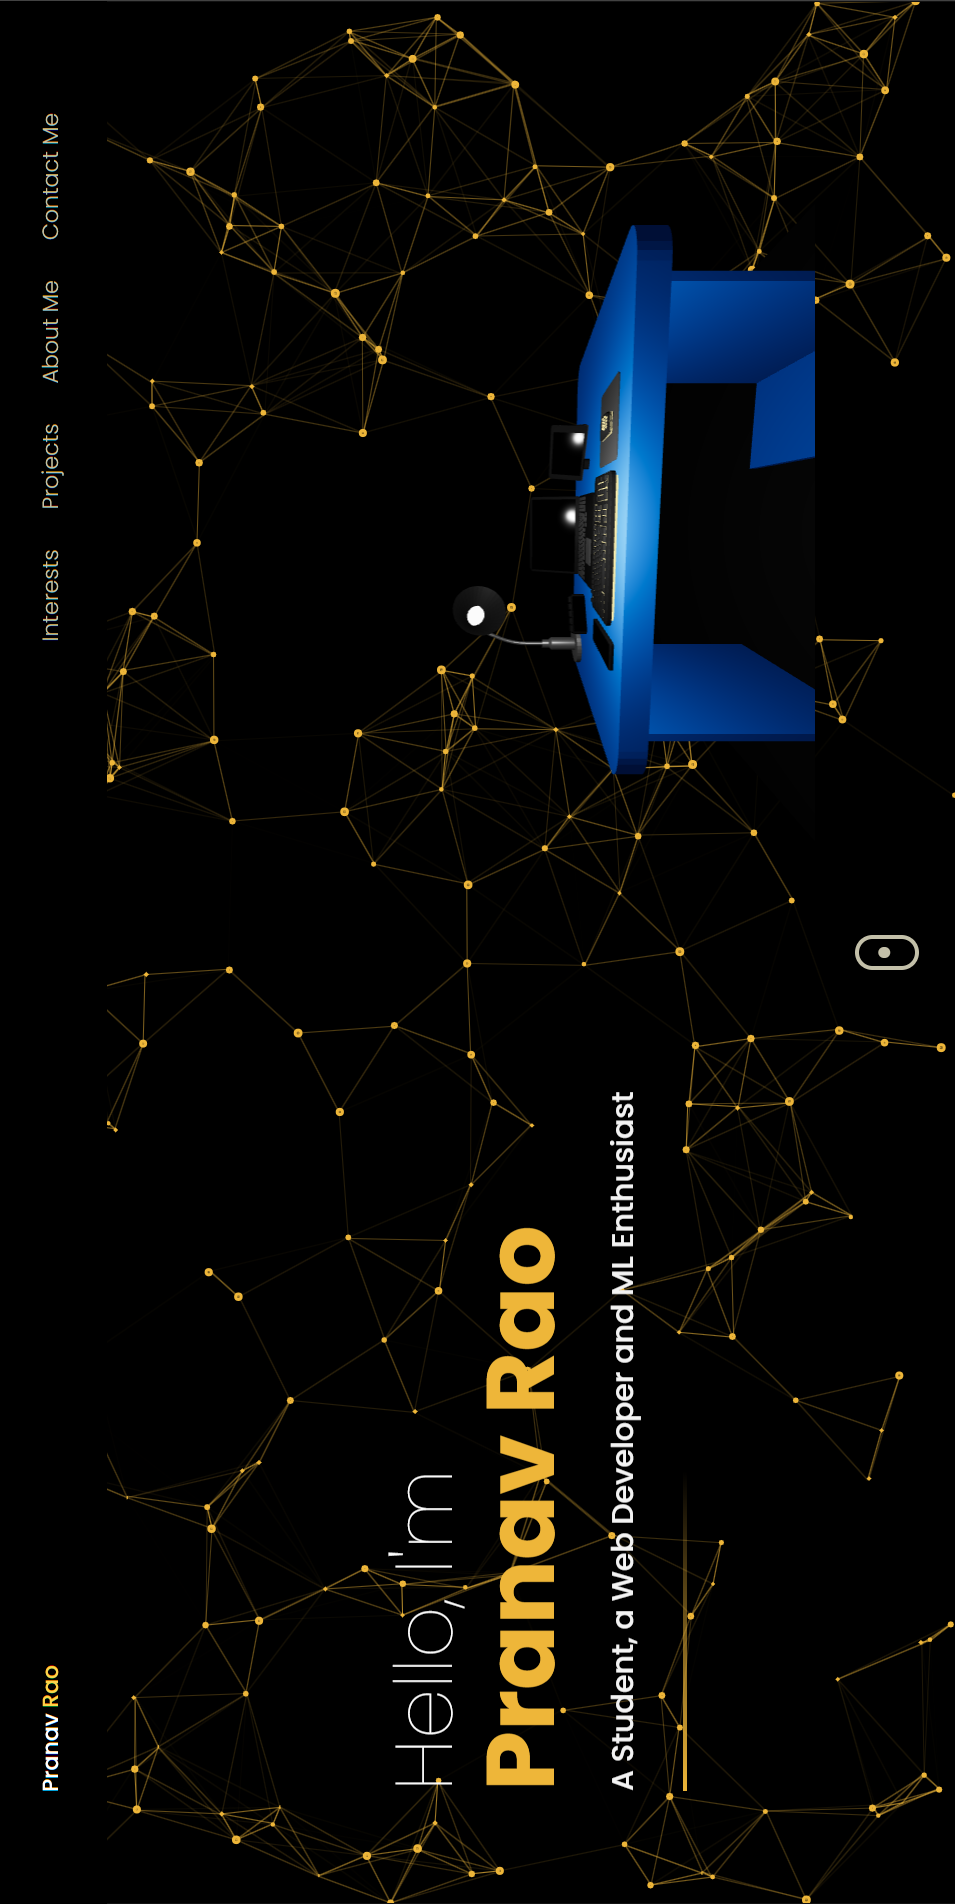 Pranav Rao
Interests
Projects
About Me
Contact Me
Hello, I'm
Pranav Rao
A Student, a Web Developer and ML Enthusiast